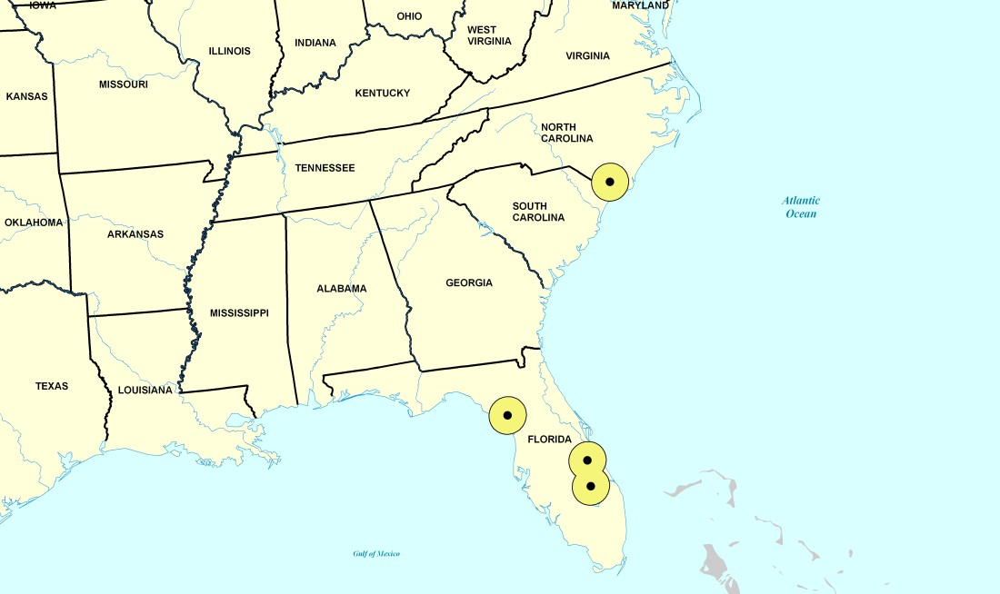 IOWA
MARYLAND
OHIO
WEST
VIRGINIA
INDIANA
ILLINOIS
VIRGINIA
MISSOURI
KANSAS
KENTUCKY
NORTH
CAROLINA
TENNESSEE
Atlantic
Ocean
SOUTH
CAROLINA
OKLAHOMA
ARKANSAS
GEORGIA
ALABAMA
MISSISSIPPI
TEXAS
LOUISIANA
FLORIDA
Gulf of Mexico